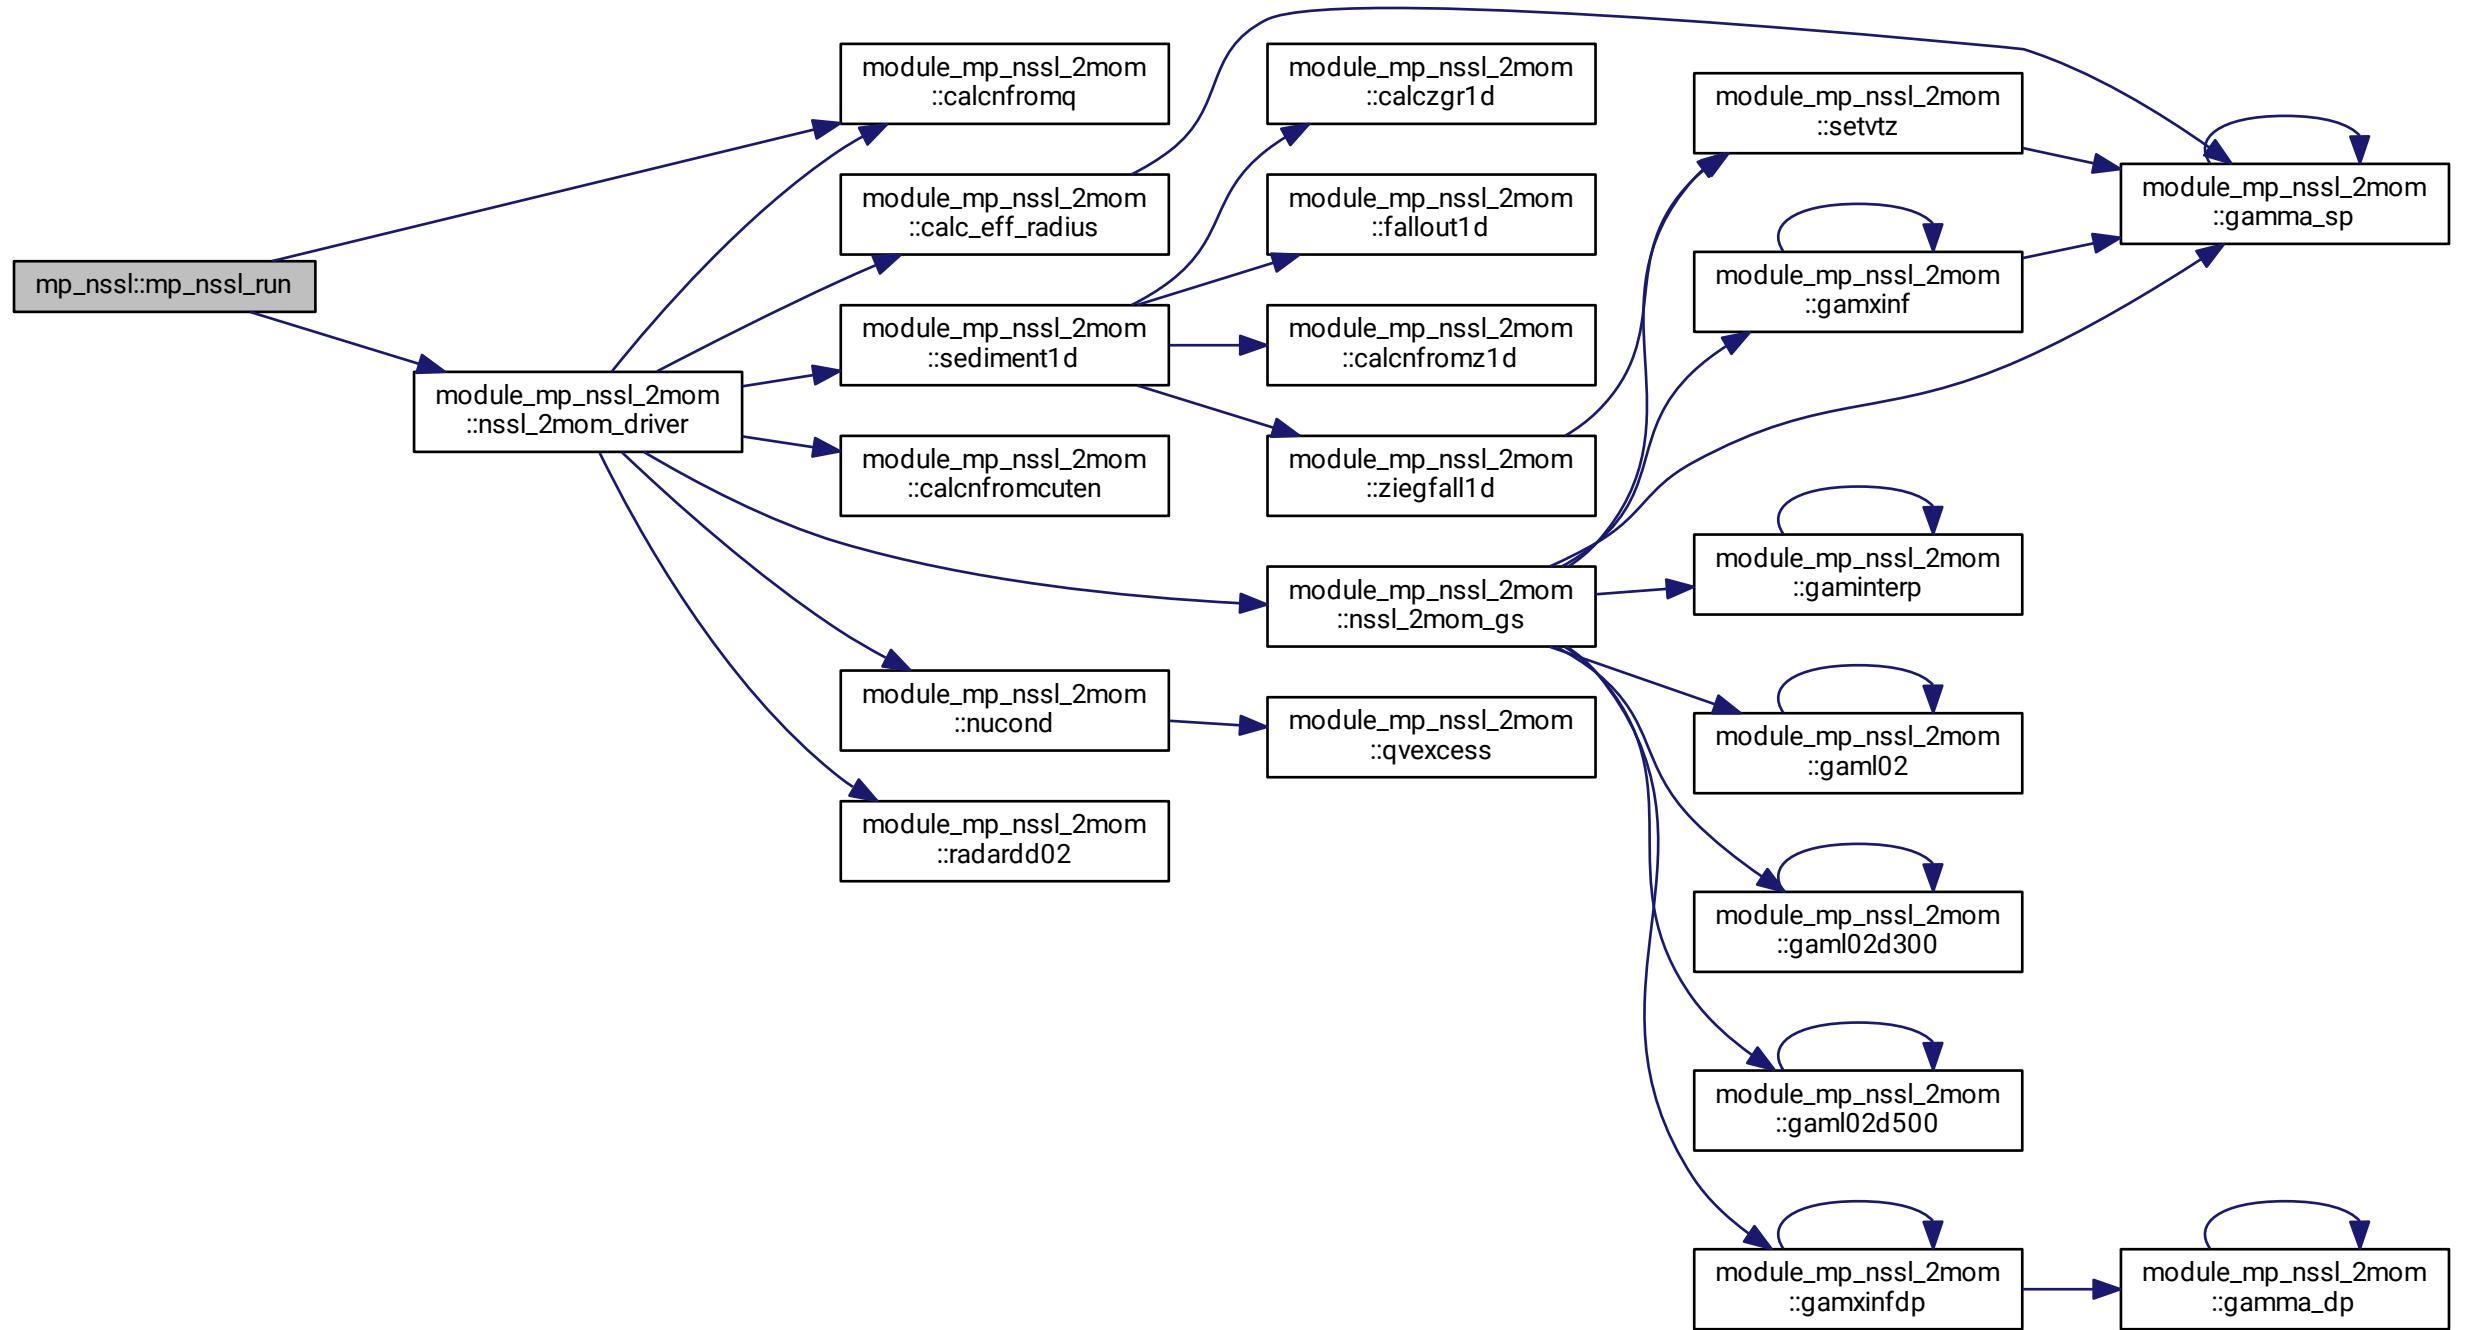 mp_nssl::mp_nssl_run
module_mp_nssl_2mom
::nssl_2mom_driver
module_mp_nssl_2mom
::calcnfromq
module_mp_nssl_2mom
::calc_eff_radius
module_mp_nssl_2mom
::sediment1d
module_mp_nssl_2mom
::calcnfromcuten
module_mp_nssl_2mom
::nucond
module_mp_nssl_2mom
::radardd02
module_mp_nssl_2mom
::calczgr1d
module_mp_nssl_2mom
::fallout1d
module_mp_nssl_2mom
::calcnfromz1d
module_mp_nssl_2mom
::ziegfall1d
module_mp_nssl_2mom
::nssl_2mom_gs
module_mp_nssl_2mom
::qvexcess
module_mp_nssl_2mom
::setvtz
module_mp_nssl_2mom
::gamxinf
module_mp_nssl_2mom
::gaminterp
module_mp_nssl_2mom
::gaml02
module_mp_nssl_2mom
::gaml02d300
module_mp_nssl_2mom
::gaml02d500
module_mp_nssl_2mom
::gamxinfdp
module_mp_nssl_2mom
::gamma_sp
module_mp_nssl_2mom
::gamma_dp